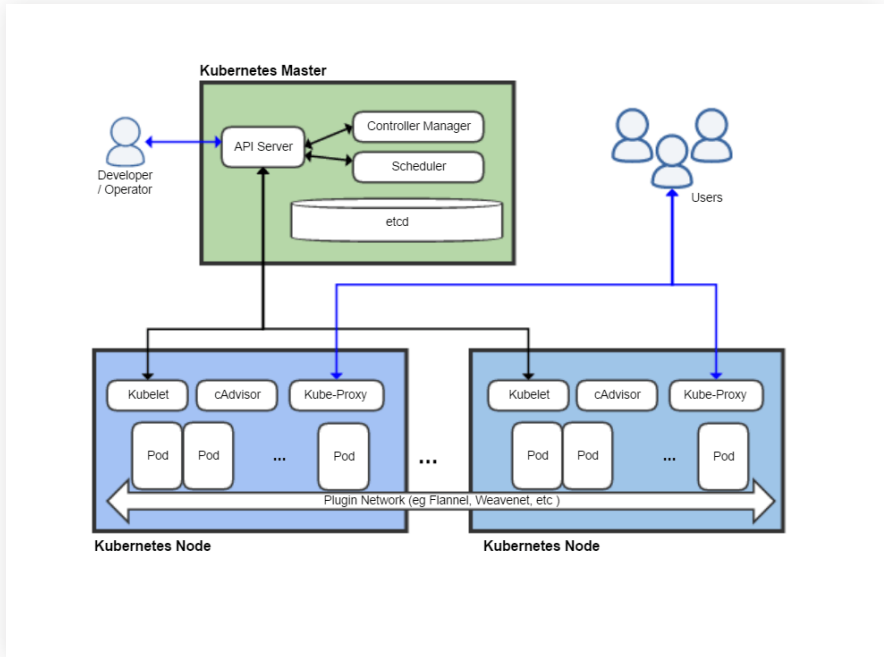 Kubernetes Master
API Server
Controller Manager
Scheduler
etcd
Developer
/ Operator
Users
Kubelet
cAdvisor
Kube-Proxy
Pod
Pod
...
Pod
...
Kubelet
cAdvisor
Kube-Proxy
Pod
Pod
...
Pod
Plugin Network (eg Flannel, Weavenet, etc )
Kubernetes Node
Kubernetes Node